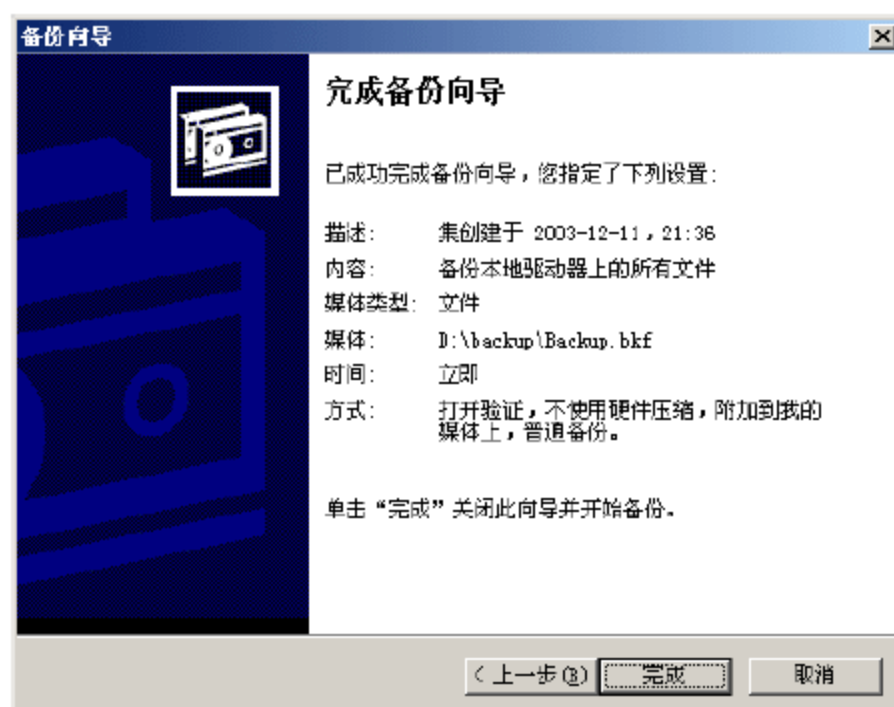 备份向导
完成备份向导
已成功完成备份向导，您指定了下列设置：
描述： 集创建于 2003-12-11，21:36
内容： 备份本地驱动器上的所有文件
媒体类型： 文件
媒体： D:\backup\Backup.bkf
时间： 立即
方式： 打开验证，不使用硬件压缩，附加到我的
媒体上，普通备份。
单击“完成”关闭此向导并开始备份。
< 上一步(B) 完成 取消